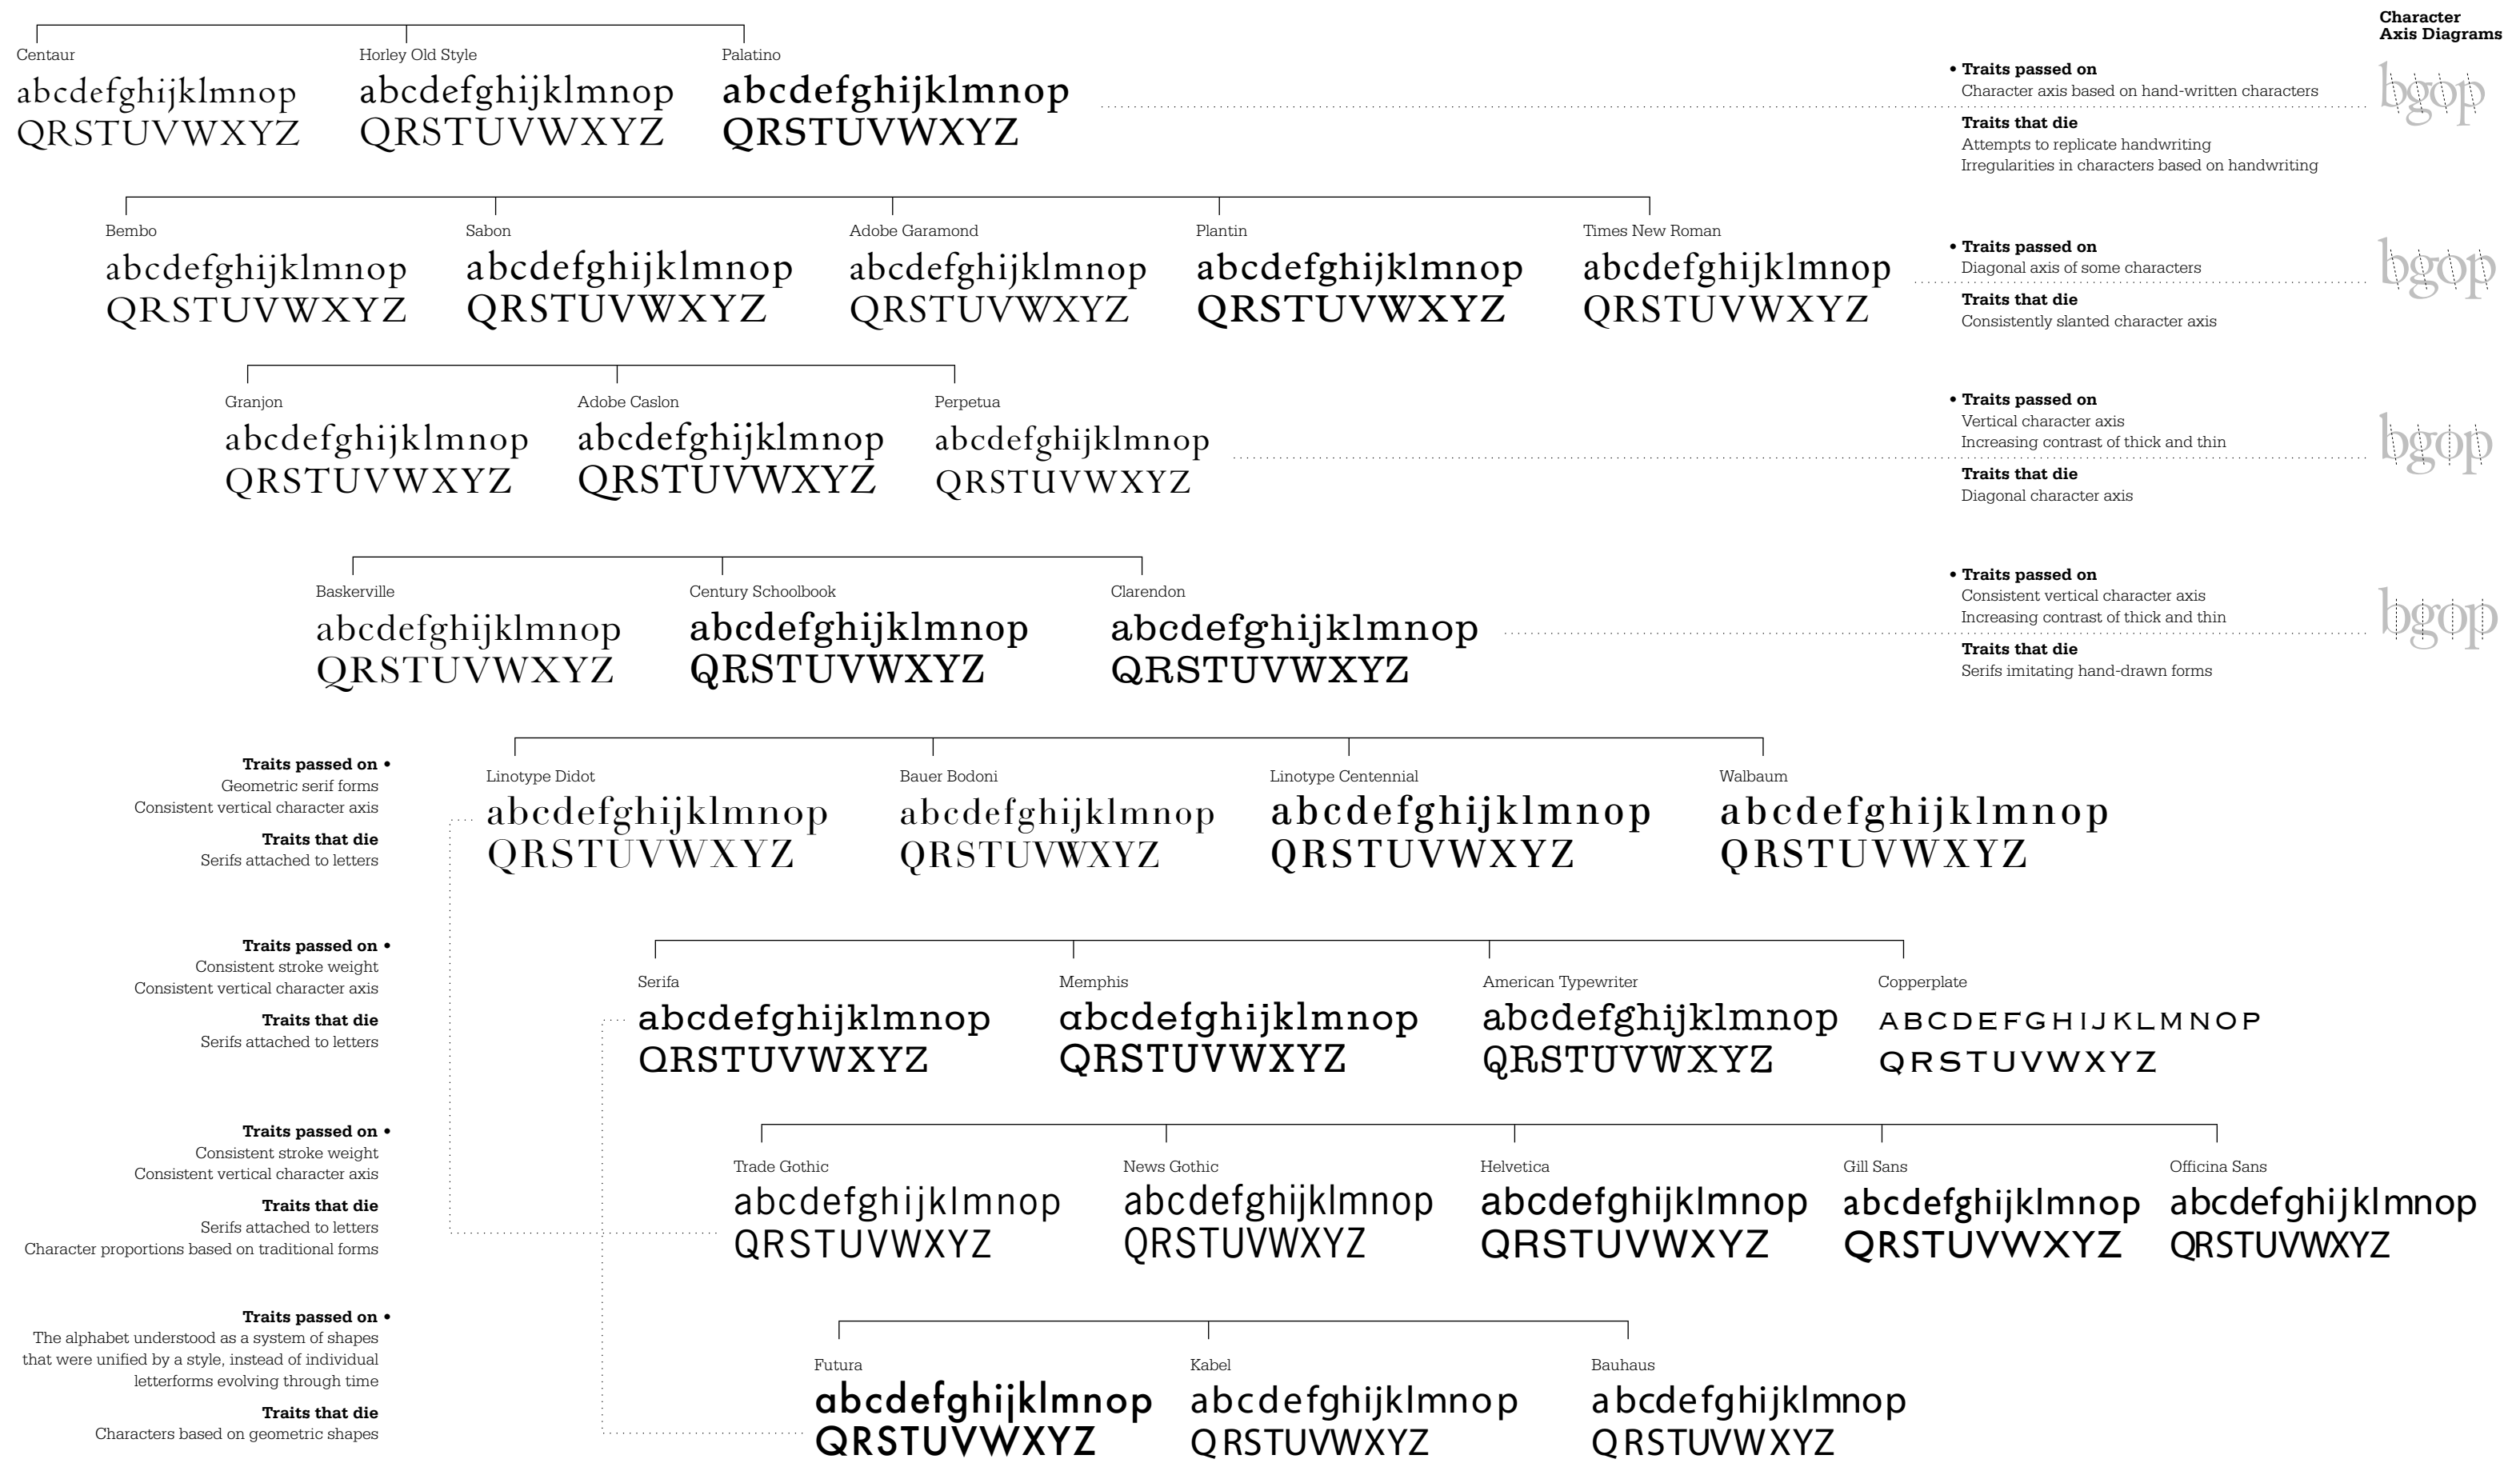 Character
Axis Diagrams
Centaur
abcdefghijklmnop
QRSTUVWXYZ
Horley Old Style
abcdefghijklmnop
QRSTUVWXYZ
Palatino
abcdefghijklmnop
QRSTUVWXYZ
• Traits passed on
Character axis based on hand-written characters
Traits that die
Attempts to replicate handwriting
Irregularities in characters based on handwriting
bgop
Bembo
abcdefghijklmnop
QRSTUVWXYZ
Sabon
abcdefghijklmnop
QRSTUVWXYZ
Adobe Garamond
abcdefghijklmnop
QRSTUVWXYZ
Plantin
abcdefghijklmnop
QRSTUVWXYZ
Times New Roman
abcdefghijklmnop
QRSTUVWXYZ
• Traits passed on
Diagonal axis of some characters
Traits that die
Consistently slanted character axis
bgop
Granjon
abcdefghijklmnop
QRSTUVWXYZ
Adobe Caslon
abcdefghijklmnop
QRSTUVWXYZ
Perpetua
abcdefghijklmnop
QRSTUVWXYZ
• Traits passed on
Vertical character axis
Increasing contrast of thick and thin
Traits that die
Diagonal character axis
bgop
Baskerville
abcdefghijklmnop
QRSTUVWXYZ
Century Schoolbook
abcdefghijklmnop
QRSTUVWXYZ
Clarendon
abcdefghijklmnop
QRSTUVWXYZ
• Traits passed on
Consistent vertical character axis
Increasing contrast of thick and thin
Traits that die
Serifs imitating hand-drawn forms
bgop
Traits passed on •
Geometric serif forms
Consistent vertical character axis
Traits that die
Serifs attached to letters
Linotype Didot
abcdefghijklmnop
QRSTUVWXYZ
Bauer Bodoni
abcdefghijklmnop
QRSTUVWXYZ
Linotype Centennial
abcdefghijklmnop
QRSTUVWXYZ
Walbaum
abcdefghijklmnop
QRSTUVWXYZ
Traits passed on •
Consistent stroke weight
Consistent vertical character axis
Traits that die
Serifs attached to letters
Serifa
abcdefghijklmnop
QRSTUVWXYZ
Memphis
abcdefghijklmnop
QRSTUVWXYZ
American Typewriter
abcdefghijklmnop
QRSTUVWXYZ
Copperplate
ABCDEFGHIJKLMNOP
QRSTUVWXYZ
Traits passed on •
Consistent stroke weight
Consistent vertical character axis
Traits that die
Serifs attached to letters
Character proportions based on traditional forms
Trade Gothic
abcdefghijklmnop
QRSTUVWXYZ
News Gothic
abcdefghijklmnop
QRSTUVWXYZ
Helvetica
abcdefghijklmnop
QRSTUVWXYZ
Gill Sans
abcdefghijklmnop
QRSTUVWXYZ
Officina Sans
abcdefghijklmnop
QRSTUVWXYZ
Traits passed on •
The alphabet understood as a system of shapes
that were unified by a style, instead of individual
letterforms evolving through time
Traits that die
Characters based on geometric shapes
Futura
abcdefghijklmnop
QRSTUVWXYZ
Kabel
abcdefghijklmnop
QRSTUVWXYZ
Bauhaus
abcdefghijklmnop
QRSTUVWXYZ